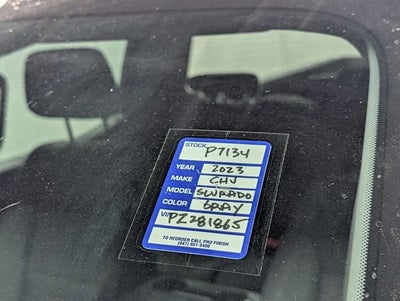 STOCK P7134
YEAR 2023
MAKE CHV
MODEL SLVRADO
COLOR GRAY
VIN PZ281865
TO REORDER CALL PRO FINISH